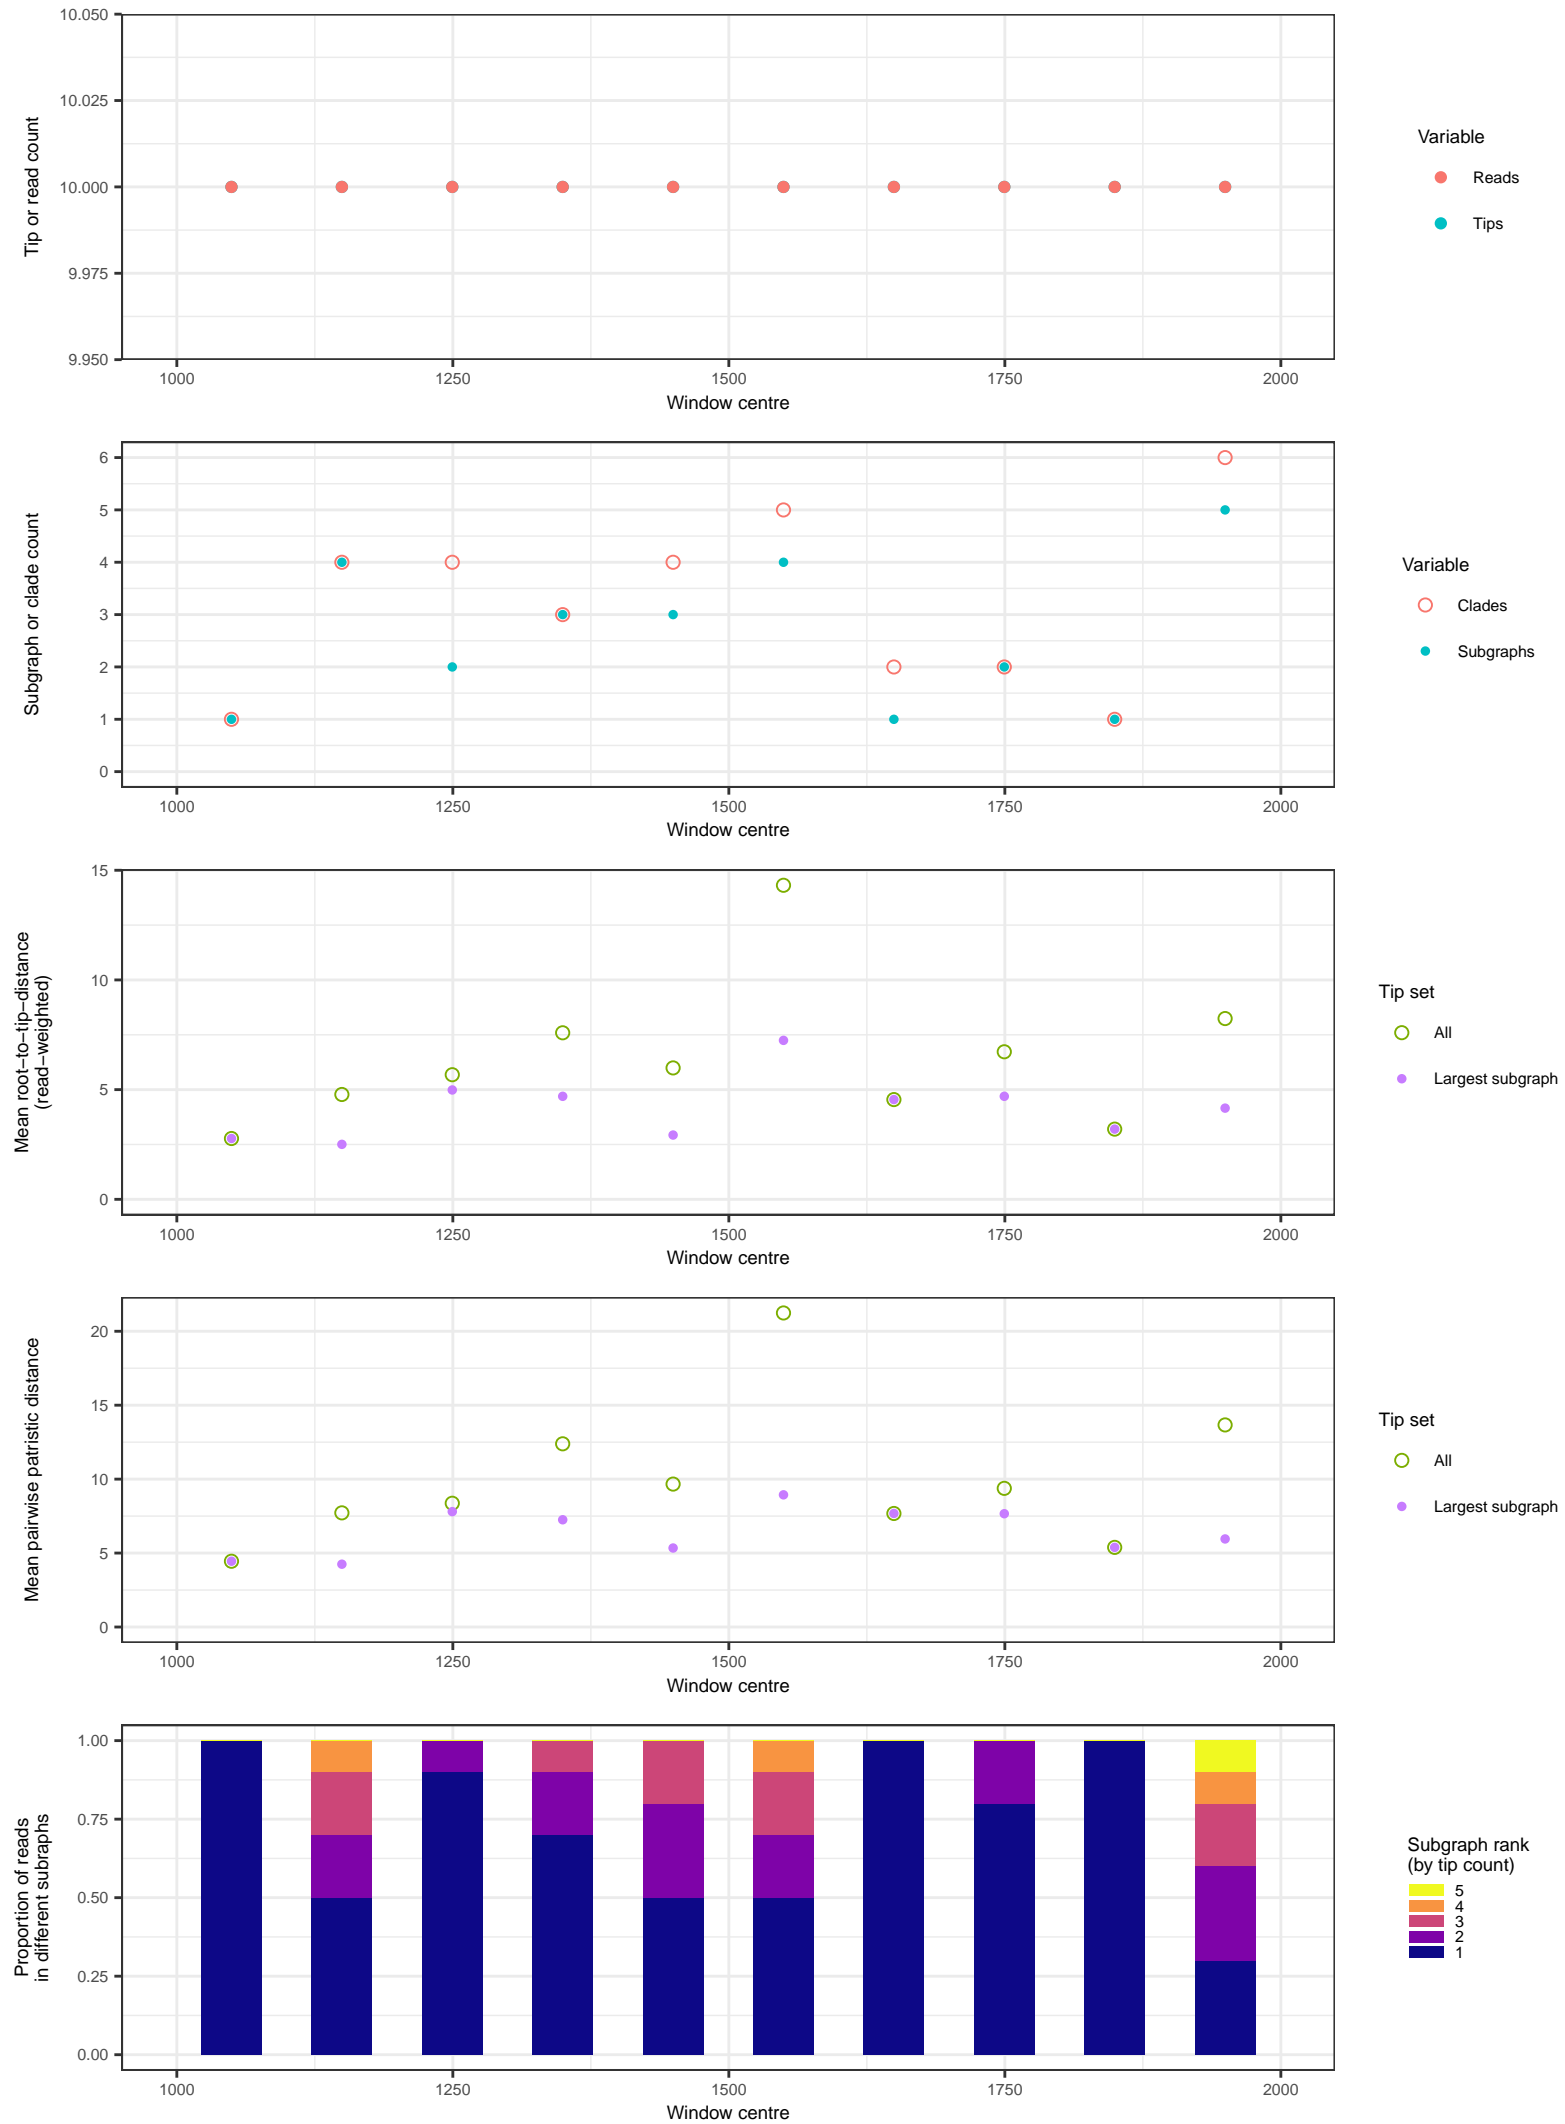 10.050
10.025
10.000
9.975
9.950
Tip or read count
1000 1250 1500 1750 2000
Window centre
Variable
Reads
Tips
6
5
4
3
2
1
0
Subgraph or clade count
1000 1250 1500 1750 2000
Window centre
Variable
Clades
Subgraphs
15
10
5
0
Mean root−to−tip−distance
(read−weighted)
1000 1250 1500 1750 2000
Window centre
Tip set
All
Largest subgraph
20
15
10
5
0
Mean pairwise patristic distance
1000 1250 1500 1750 2000
Window centre
Tip set
All
Largest subgraph
1.00
0.75
0.50
0.25
0.00
Proportion of reads
in different subraphs
1000 1250 1500 1750 2000
Window centre
Subgraph rank
(by tip count)
5
4
3
2
1